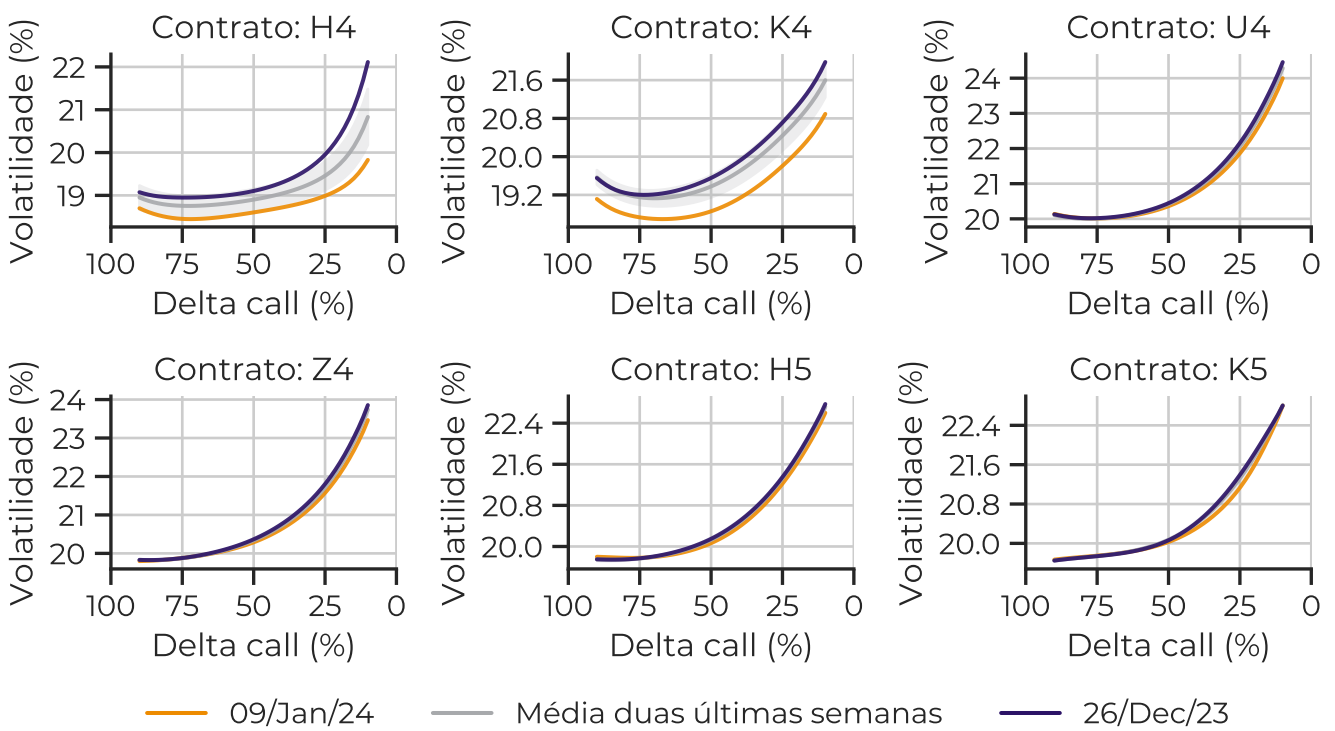 Contrato: H4
Volatilidade (%)
22
21
20
19
100 75 50 25 0
Delta call (%)
Contrato: K4
Volatilidade (%)
21.6
20.8
20.0
19.2
100 75 50 25 0
Delta call (%)
Contrato: U4
Volatilidade (%)
24
23
22
21
20
100 75 50 25 0
Delta call (%)
Contrato: Z4
Volatilidade (%)
24
23
22
21
20
100 75 50 25 0
Delta call (%)
Contrato: H5
Volatilidade (%)
22.4
21.6
20.8
20.0
100 75 50 25 0
Delta call (%)
Contrato: K5
Volatilidade (%)
22.4
21.6
20.8
20.0
100 75 50 25 0
Delta call (%)
09/Jan/24 Média duas últimas semanas 26/Dec/23